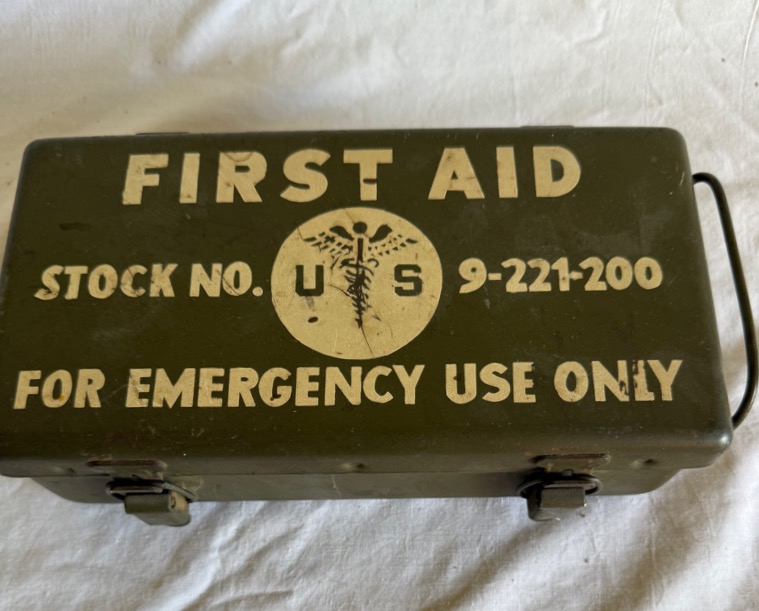 FIRST AID
STOCK NO. U S 9-221-200
FOR EMERGENCY USE ONLY